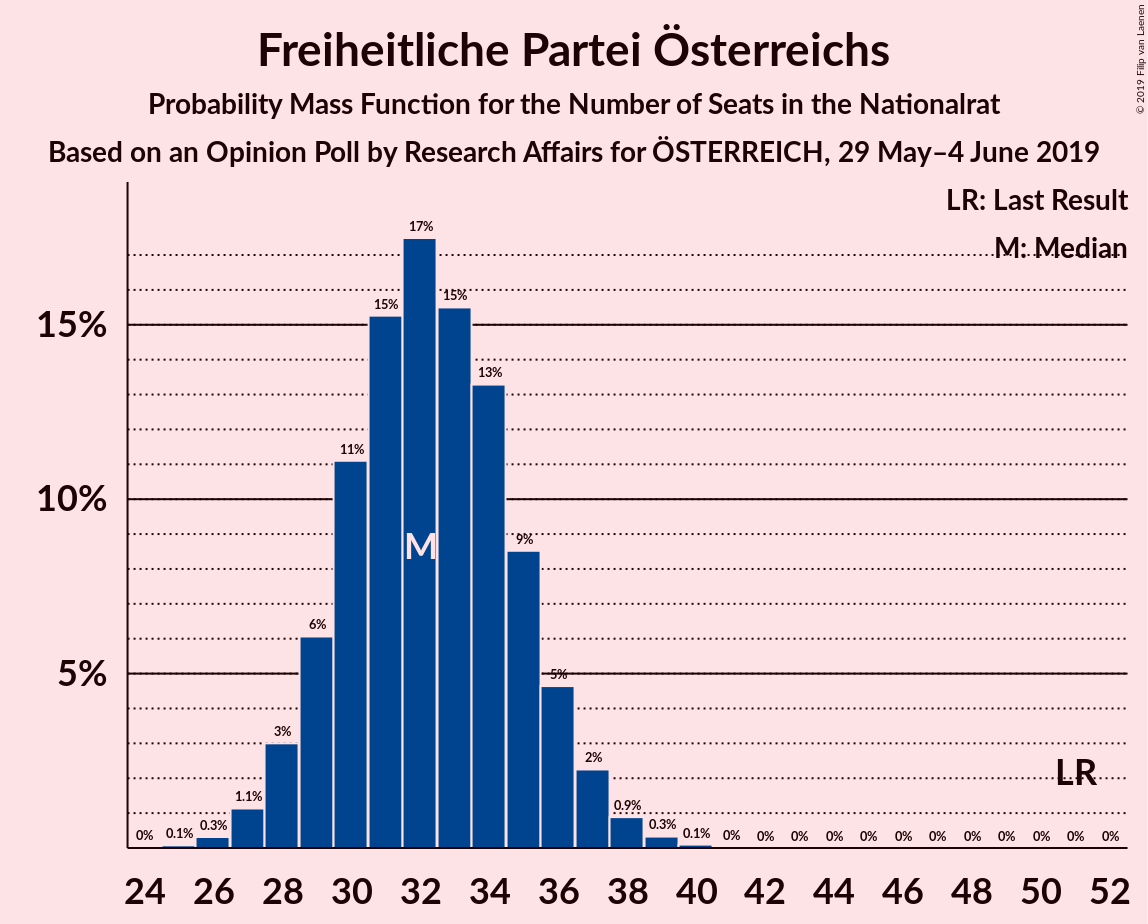 Freiheitliche Partei Österreichs
Probability Mass Function for the Number of Seats in the Nationalrat
Based on an Opinion Poll by Research Affairs for ÖSTERREICH, 29 May–4 June 2019
© 2019 Filip van Laenen
LR: Last Result
M: Median
15%
10%
5%
0% 0.1% 0.3% 1.1% 3% 6% 11% 15% 17% 15% 13% 9% 5% 2% 0.9% 0.3% 0.1% 0% 0% 0% 0% 0% 0% 0% 0% 0% 0% 0% 0%
M
LR
24 26 28 30 32 34 36 38 40 42 44 46 48 50 52